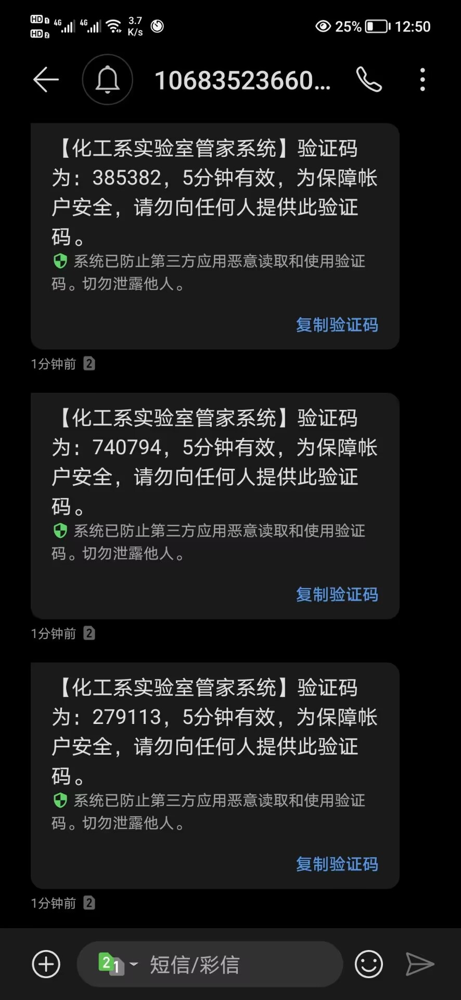 HD 1 4G 4G 3.7 25% 12:50
HD 2 K/s
10683523660...
【化工系实验室管家系统】验证码
为：385382，5分钟有效，为保障帐
户安全，请勿向任何人提供此验证
码。
系统已防止第三方应用恶意读取和使用验证
码。切勿泄露他人。
复制验证码
1分钟前 2
【化工系实验室管家系统】验证码
为：740794，5分钟有效，为保障帐
户安全，请勿向任何人提供此验证
码。
系统已防止第三方应用恶意读取和使用验证
码。切勿泄露他人。
复制验证码
1分钟前 2
【化工系实验室管家系统】验证码
为：279113，5分钟有效，为保障帐
户安全，请勿向任何人提供此验证
码。
系统已防止第三方应用恶意读取和使用验证
码。切勿泄露他人。
复制验证码
1分钟前 2
2 1 短信/彩信